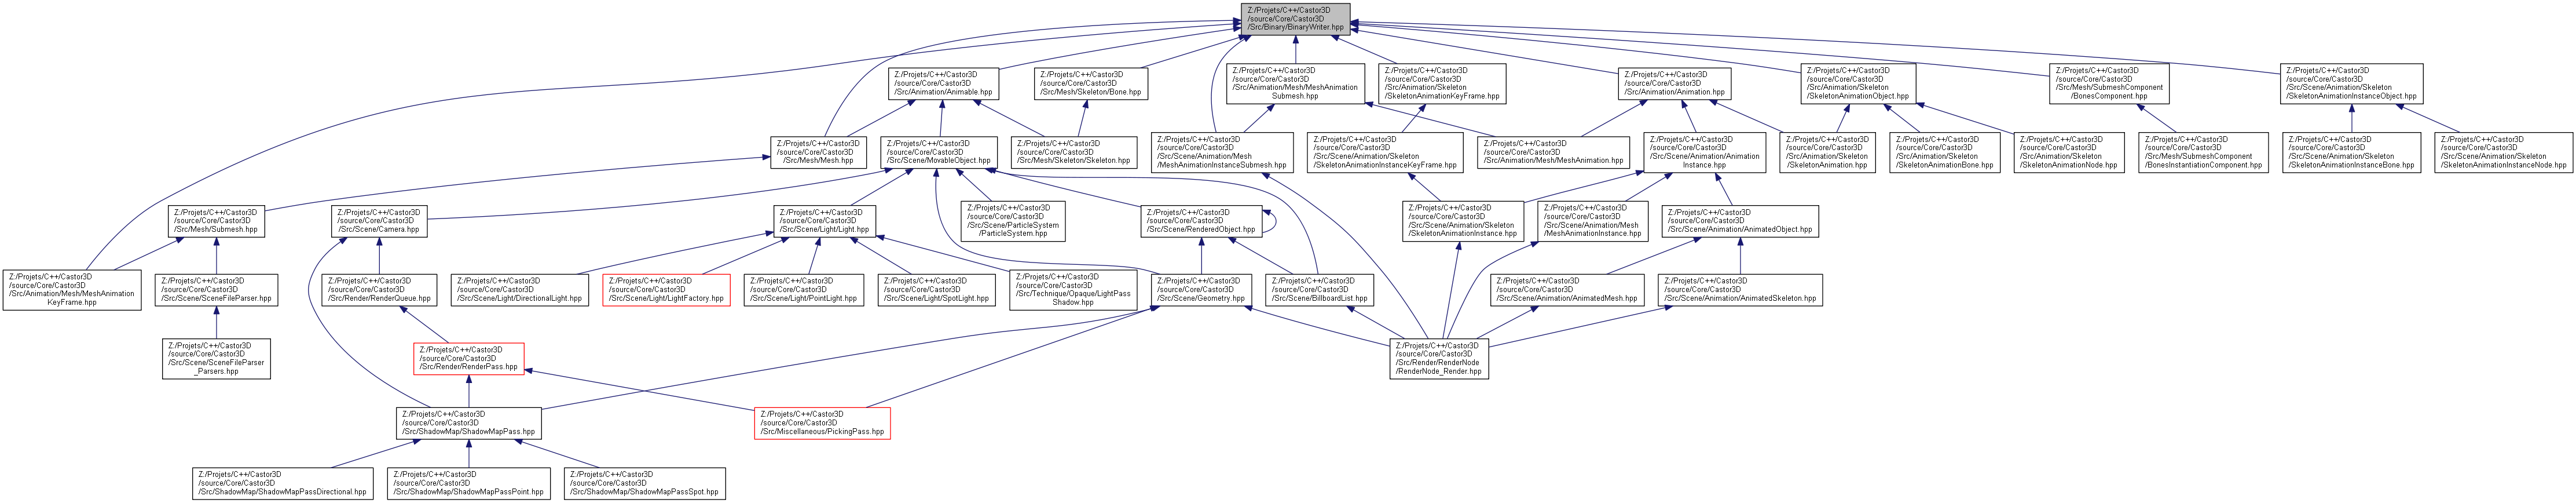 Z:/Projets/C++/Castor3D
/source/Core/Castor3D
/Src/Binary/BinaryWriter.hpp
Z:/Projets/C++/Castor3D
/source/Core/Castor3D
/Src/Animation/Animable.hpp
Z:/Projets/C++/Castor3D
/source/Core/Castor3D
/Src/Mesh/Skeleton/Bone.hpp
Z:/Projets/C++/Castor3D
/source/Core/Castor3D
/Src/Animation/Mesh/MeshAnimation
Submesh.hpp
Z:/Projets/C++/Castor3D
/source/Core/Castor3D
/Src/Animation/Skeleton
/SkeletonAnimationKeyFrame.hpp
Z:/Projets/C++/Castor3D
/source/Core/Castor3D
/Src/Animation/Animation.hpp
Z:/Projets/C++/Castor3D
/source/Core/Castor3D
/Src/Animation/Skeleton
/SkeletonAnimationObject.hpp
Z:/Projets/C++/Castor3D
/source/Core/Castor3D
/Src/Mesh/SubmeshComponent
/BonesComponent.hpp
Z:/Projets/C++/Castor3D
/source/Core/Castor3D
/Src/Scene/Animation/Skeleton
/SkeletonAnimationInstanceObject.hpp
Z:/Projets/C++/Castor3D
/source/Core/Castor3D
/Src/Mesh/Mesh.hpp
Z:/Projets/C++/Castor3D
/source/Core/Castor3D
/Src/Scene/MovableObject.hpp
Z:/Projets/C++/Castor3D
/source/Core/Castor3D
/Src/Mesh/Skeleton/Skeleton.hpp
Z:/Projets/C++/Castor3D
/source/Core/Castor3D
/Src/Scene/Animation/Mesh
/MeshAnimationInstanceSubmesh.hpp
Z:/Projets/C++/Castor3D
/source/Core/Castor3D
/Src/Scene/Animation/Skeleton
/SkeletonAnimationInstanceKeyFrame.hpp
Z:/Projets/C++/Castor3D
/source/Core/Castor3D
/Src/Animation/Mesh/MeshAnimation.hpp
Z:/Projets/C++/Castor3D
/source/Core/Castor3D
/Src/Scene/Animation/Animation
Instance.hpp
Z:/Projets/C++/Castor3D
/source/Core/Castor3D
/Src/Animation/Skeleton
/SkeletonAnimation.hpp
Z:/Projets/C++/Castor3D
/source/Core/Castor3D
/Src/Animation/Skeleton
/SkeletonAnimationBone.hpp
Z:/Projets/C++/Castor3D
/source/Core/Castor3D
/Src/Animation/Skeleton
/SkeletonAnimationNode.hpp
Z:/Projets/C++/Castor3D
/source/Core/Castor3D
/Src/Mesh/SubmeshComponent
/BonesInstantiationComponent.hpp
Z:/Projets/C++/Castor3D
/source/Core/Castor3D
/Src/Scene/Animation/Skeleton
/SkeletonAnimationInstanceBone.hpp
Z:/Projets/C++/Castor3D
/source/Core/Castor3D
/Src/Scene/Animation/Skeleton
/SkeletonAnimationInstanceNode.hpp
Z:/Projets/C++/Castor3D
/source/Core/Castor3D
/Src/Mesh/Submesh.hpp
Z:/Projets/C++/Castor3D
/source/Core/Castor3D
/Src/Scene/Camera.hpp
Z:/Projets/C++/Castor3D
/source/Core/Castor3D
/Src/Scene/Light/Light.hpp
Z:/Projets/C++/Castor3D
/source/Core/Castor3D
/Src/Scene/ParticleSystem
/ParticleSystem.hpp
Z:/Projets/C++/Castor3D
/source/Core/Castor3D
/Src/Scene/RenderedObject.hpp
Z:/Projets/C++/Castor3D
/source/Core/Castor3D
/Src/Scene/Animation/Skeleton
/SkeletonAnimationInstance.hpp
Z:/Projets/C++/Castor3D
/source/Core/Castor3D
/Src/Scene/Animation/Mesh
/MeshAnimationInstance.hpp
Z:/Projets/C++/Castor3D
/source/Core/Castor3D
/Src/Scene/Animation/AnimatedObject.hpp
Z:/Projets/C++/Castor3D
/source/Core/Castor3D
/Src/Animation/Mesh/MeshAnimation
KeyFrame.hpp
Z:/Projets/C++/Castor3D
/source/Core/Castor3D
/Src/Scene/SceneFileParser.hpp
Z:/Projets/C++/Castor3D
/source/Core/Castor3D
/Src/Render/RenderQueue.hpp
Z:/Projets/C++/Castor3D
/source/Core/Castor3D
/Src/Scene/Light/DirectionalLight.hpp
Z:/Projets/C++/Castor3D
/source/Core/Castor3D
/Src/Scene/Light/LightFactory.hpp
Z:/Projets/C++/Castor3D
/source/Core/Castor3D
/Src/Scene/Light/PointLight.hpp
Z:/Projets/C++/Castor3D
/source/Core/Castor3D
/Src/Scene/Light/SpotLight.hpp
Z:/Projets/C++/Castor3D
/source/Core/Castor3D
/Src/Technique/Opaque/LightPass
Shadow.hpp
Z:/Projets/C++/Castor3D
/source/Core/Castor3D
/Src/Scene/Geometry.hpp
Z:/Projets/C++/Castor3D
/source/Core/Castor3D
/Src/Scene/BillboardList.hpp
Z:/Projets/C++/Castor3D
/source/Core/Castor3D
/Src/Scene/Animation/AnimatedMesh.hpp
Z:/Projets/C++/Castor3D
/source/Core/Castor3D
/Src/Scene/Animation/AnimatedSkeleton.hpp
Z:/Projets/C++/Castor3D
/source/Core/Castor3D
/Src/Scene/SceneFileParser
_Parsers.hpp
Z:/Projets/C++/Castor3D
/source/Core/Castor3D
/Src/Render/RenderPass.hpp
Z:/Projets/C++/Castor3D
/source/Core/Castor3D
/Src/Render/RenderNode
/RenderNode_Render.hpp
Z:/Projets/C++/Castor3D
/source/Core/Castor3D
/Src/ShadowMap/ShadowMapPass.hpp
Z:/Projets/C++/Castor3D
/source/Core/Castor3D
/Src/Miscellaneous/PickingPass.hpp
Z:/Projets/C++/Castor3D
/source/Core/Castor3D
/Src/ShadowMap/ShadowMapPassDirectional.hpp
Z:/Projets/C++/Castor3D
/source/Core/Castor3D
/Src/ShadowMap/ShadowMapPassPoint.hpp
Z:/Projets/C++/Castor3D
/source/Core/Castor3D
/Src/ShadowMap/ShadowMapPassSpot.hpp